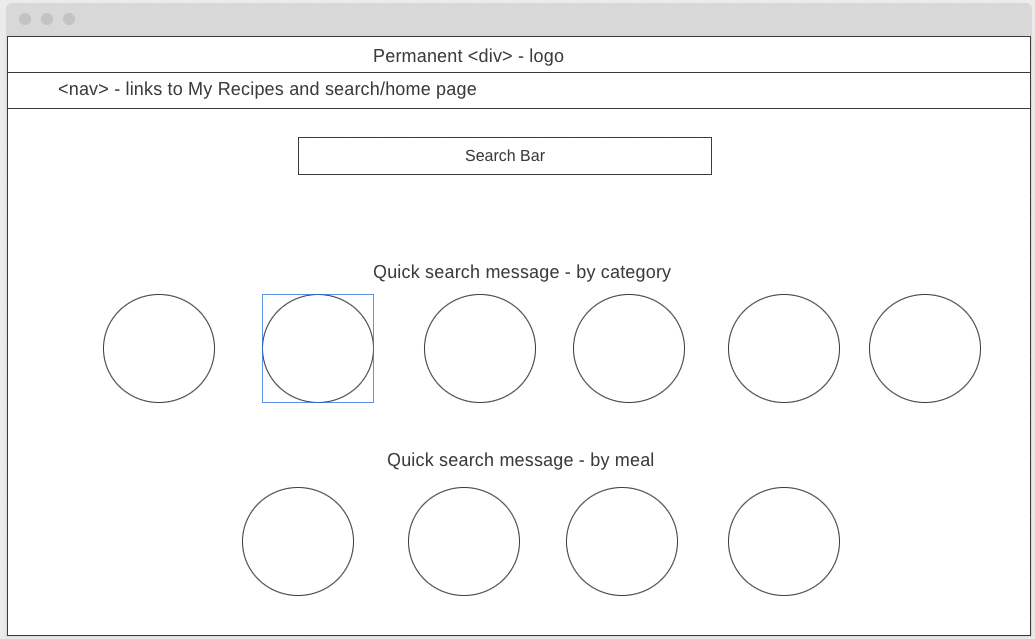 Permanent <div> - logo
<nav> - links to My Recipes and search/home page
Search Bar
Quick search message - by category
Quick search message - by meal